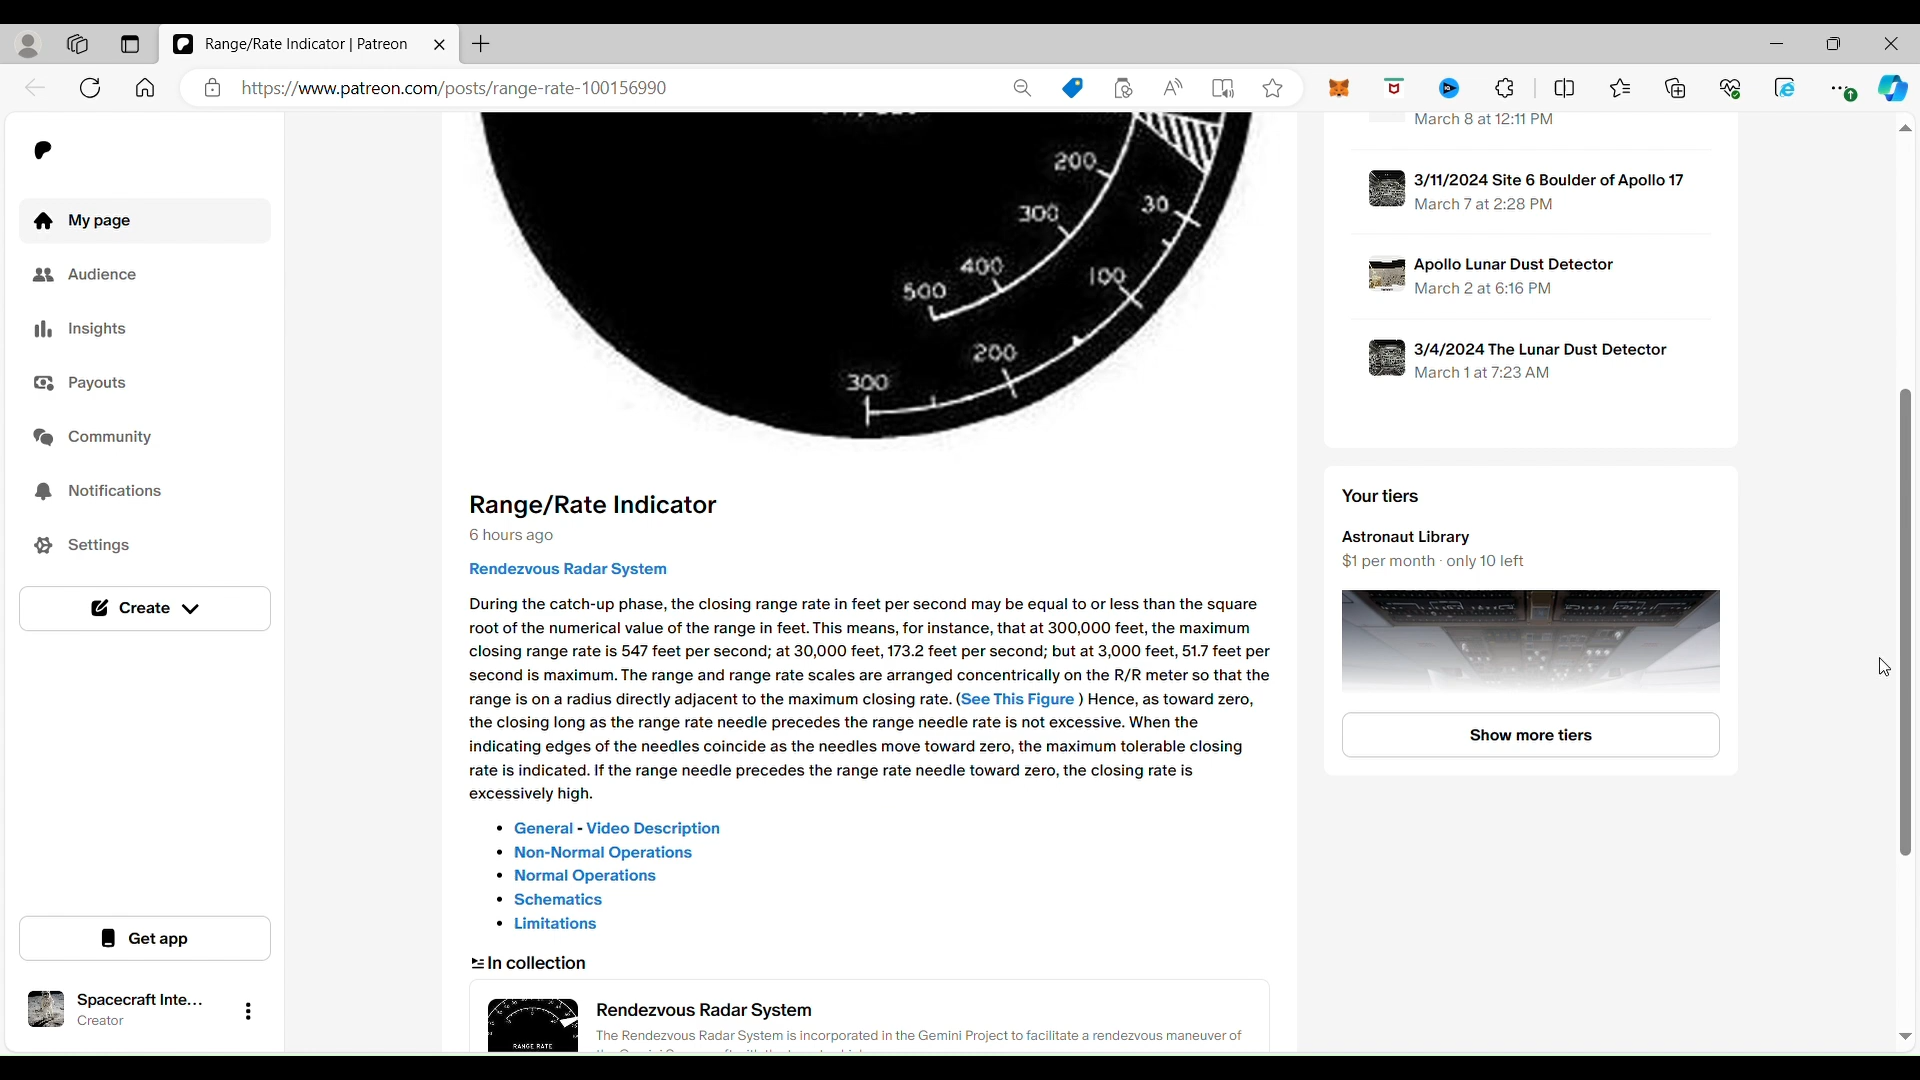 Range/Rate Indicator | Patreon
https://www.patreon.com/posts/range-rate-100156990
My page
Audience
Insights
Payouts
Community
Notifications
Settings
Create
Get app
Spacecraft Inte...
Creator
200
300
400
500
30
100
200
300
Range/Rate Indicator
6 hours ago
Rendezvous Radar System
During the catch-up phase, the closing range rate in feet per second may be equal to or less than the square
root of the numerical value of the range in feet. This means, for instance, that at 300,000 feet, the maximum
closing range rate is 547 feet per second; at 30,000 feet, 173.2 feet per second; but at 3,000 feet, 51.7 feet per
second is maximum. The range and range rate scales are arranged concentrically on the R/R meter so that the
range is on a radius directly adjacent to the maximum closing rate. (See This Figure ) Hence, as toward zero,
the closing long as the range rate needle precedes the range needle rate is not excessive. When the
indicating edges of the needles coincide as the needles move toward zero, the maximum tolerable closing
rate is indicated. If the range needle precedes the range rate needle toward zero, the closing rate is
excessively high.
• General - Video Description
• Non-Normal Operations
• Normal Operations
• Schematics
• Limitations
In collection
RANGE RATE
Rendezvous Radar System
The Rendezvous Radar System is incorporated in the Gemini Project to facilitate a rendezvous maneuver of
March 8 at 12:11 PM
3/11/2024 Site 6 Boulder of Apollo 17
March 7 at 2:28 PM
Apollo Lunar Dust Detector
March 2 at 6:16 PM
3/4/2024 The Lunar Dust Detector
March 1 at 7:23 AM
Your tiers
Astronaut Library
$1 per month · only 10 left
Show more tiers